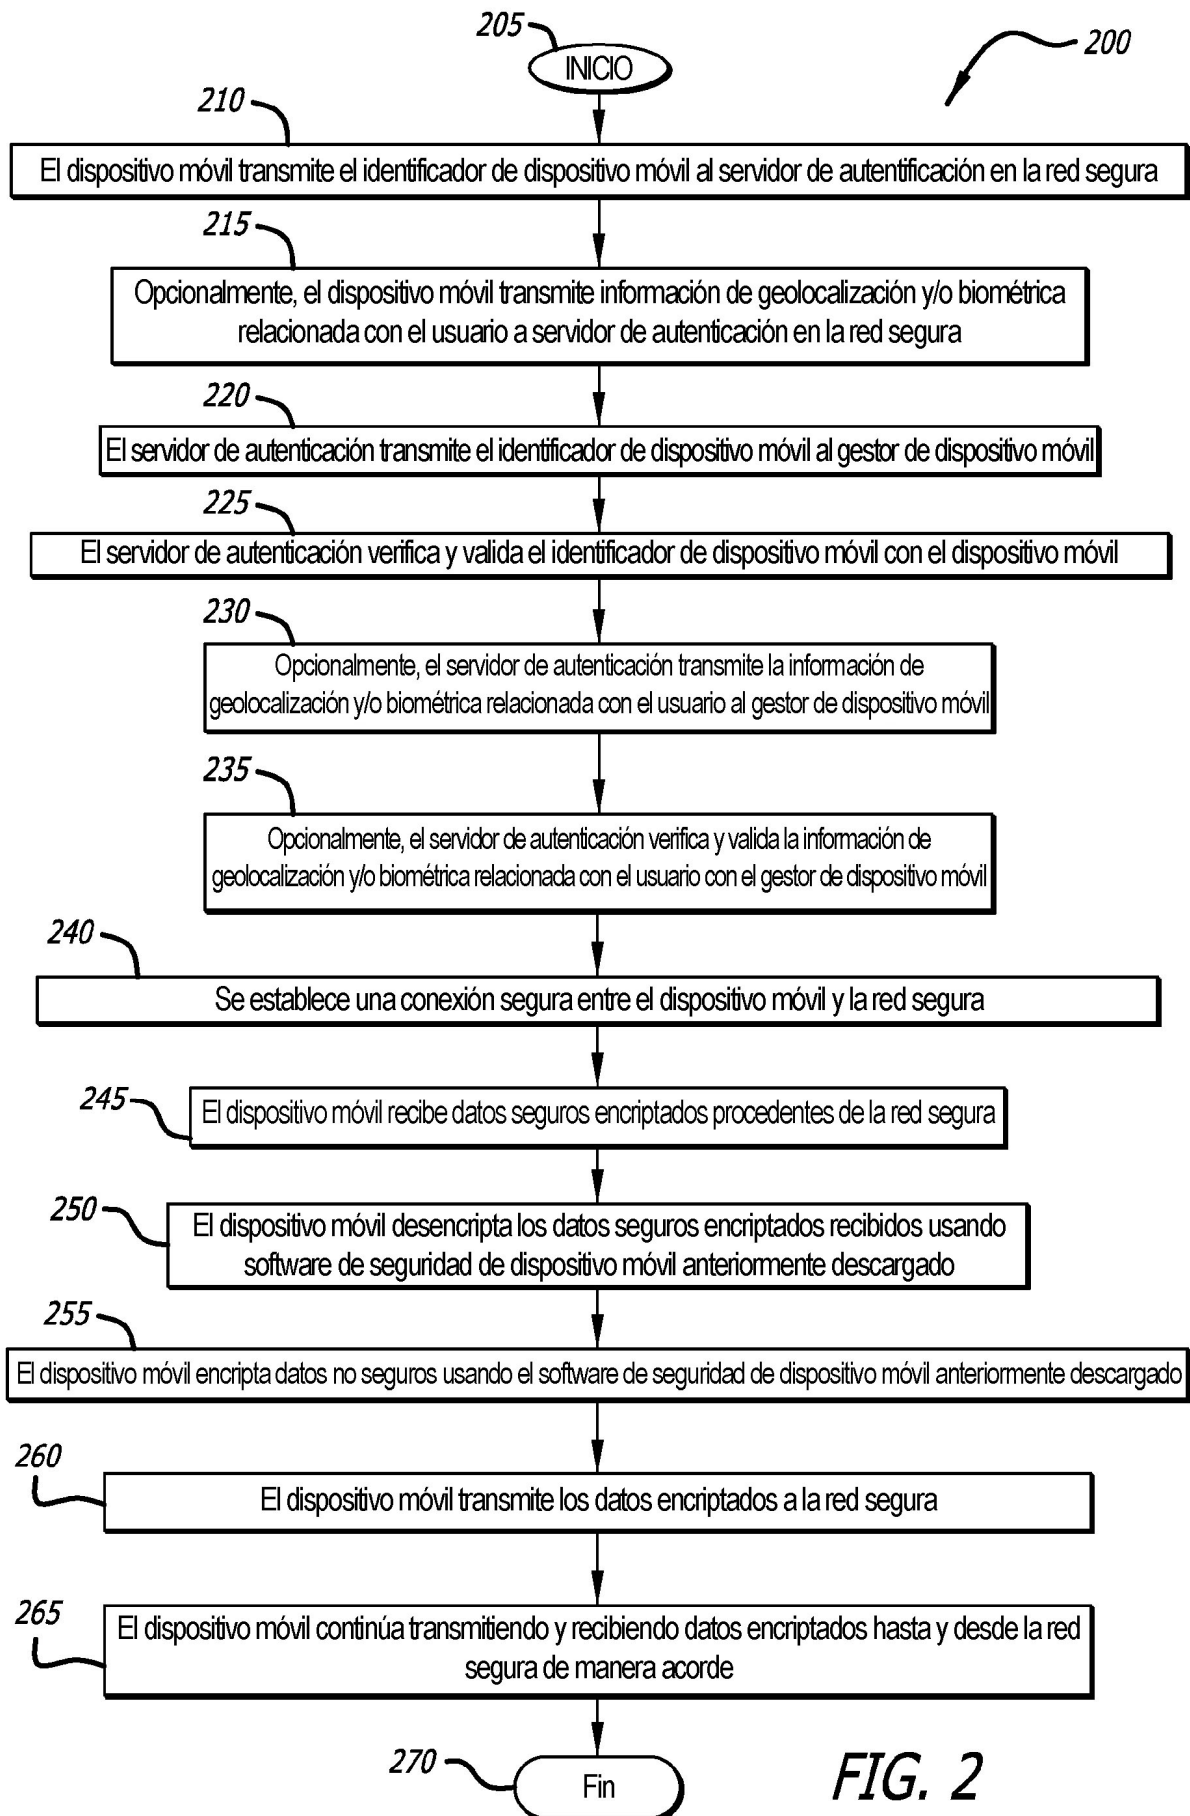 205
INICIO
200
210
El dispositivo móvil transmite el identificador de dispositivo móvil al servidor de autentificación en la red segura
215
Opcionalmente, el dispositivo móvil transmite información de geolocalización y/o biométrica
relacionada con el usuario a servidor de autenticación en la red segura
220
El servidor de autenticación transmite el identificador de dispositivo móvil al gestor de dispositivo móvil
225
El servidor de autenticación verifica y valida el identificador de dispositivo móvil con el dispositivo móvil
230
Opcionalmente, el servidor de autenticación transmite la información de
geolocalización y/o biométrica relacionada con el usuario al gestor de dispositivo móvil
235
Opcionalmente, el servidor de autenticación verifica y valida la información de
geolocalización y/o biométrica relacionada con el usuario con el gestor de dispositivo móvil
240
Se establece una conexión segura entre el dispositivo móvil y la red segura
245
El dispositivo móvil recibe datos seguros encriptados procedentes de la red segura
250
El dispositivo móvil desencripta los datos seguros encriptados recibidos usando
software de seguridad de dispositivo móvil anteriormente descargado
255
El dispositivo móvil encripta datos no seguros usando el software de seguridad de dispositivo móvil anteriormente descargado
260
El dispositivo móvil transmite los datos encriptados a la red segura
265
El dispositivo móvil continúa transmitiendo y recibiendo datos encriptados hasta y desde la red
segura de manera acorde
270
Fin
FIG. 2